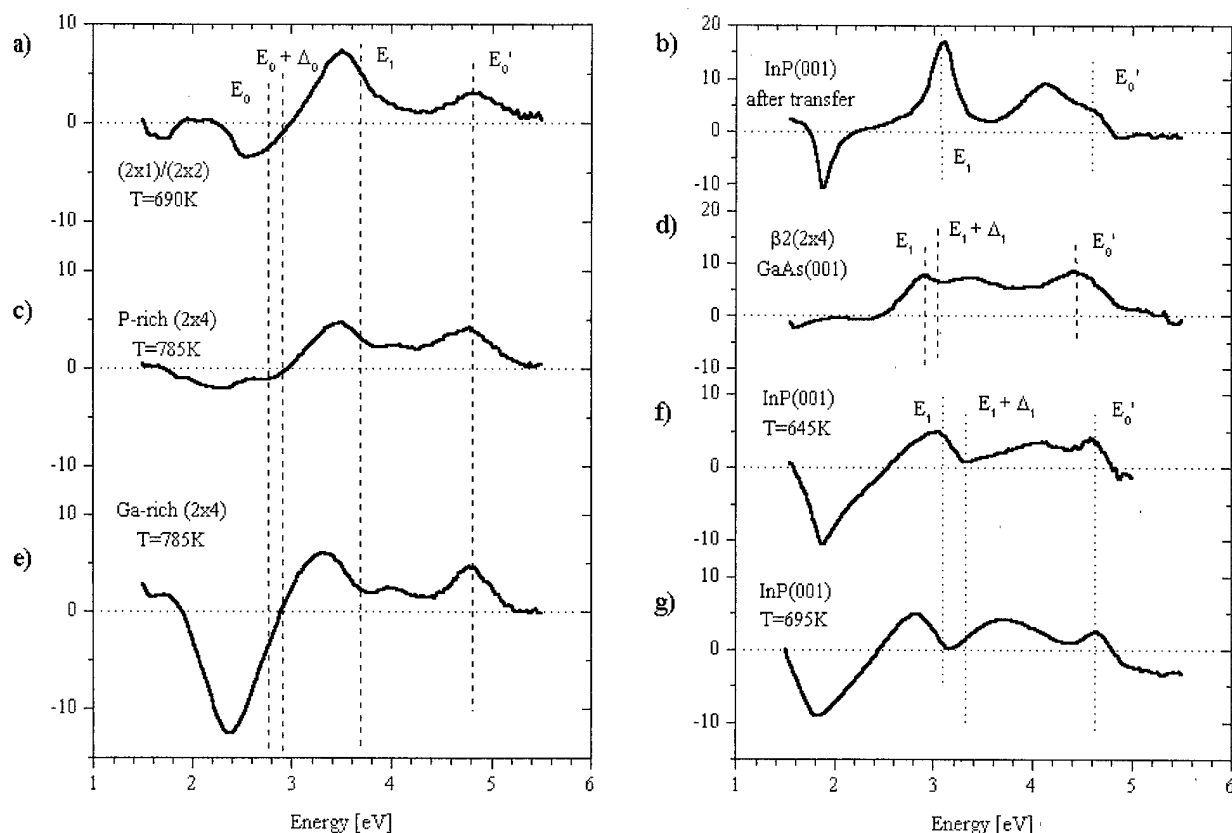 a)
10
0
-10
E₀
E₀ + Δ₀
E₁
E₀'
(2x1)/(2x2)
T=690K
c)
10
0
-10
P-rich (2x4)
T=785K
e)
10
0
-10
Ga-rich (2x4)
T=785K
1 2 3 4 5 6
Energy [eV]
b)
20
10
0
-10
InP(001)
after transfer
E₁
E₀'
d)
20
10
0
-10
E₁
E₁ + Δ₁
β2(2x4)
GaAs(001)
E₀'
f)
10
0
-10
InP(001)
T=645K
E₁
E₁ + Δ₁
E₀'
g)
10
0
-10
InP(001)
T=695K
1 2 3 4 5 6
Energy [eV]